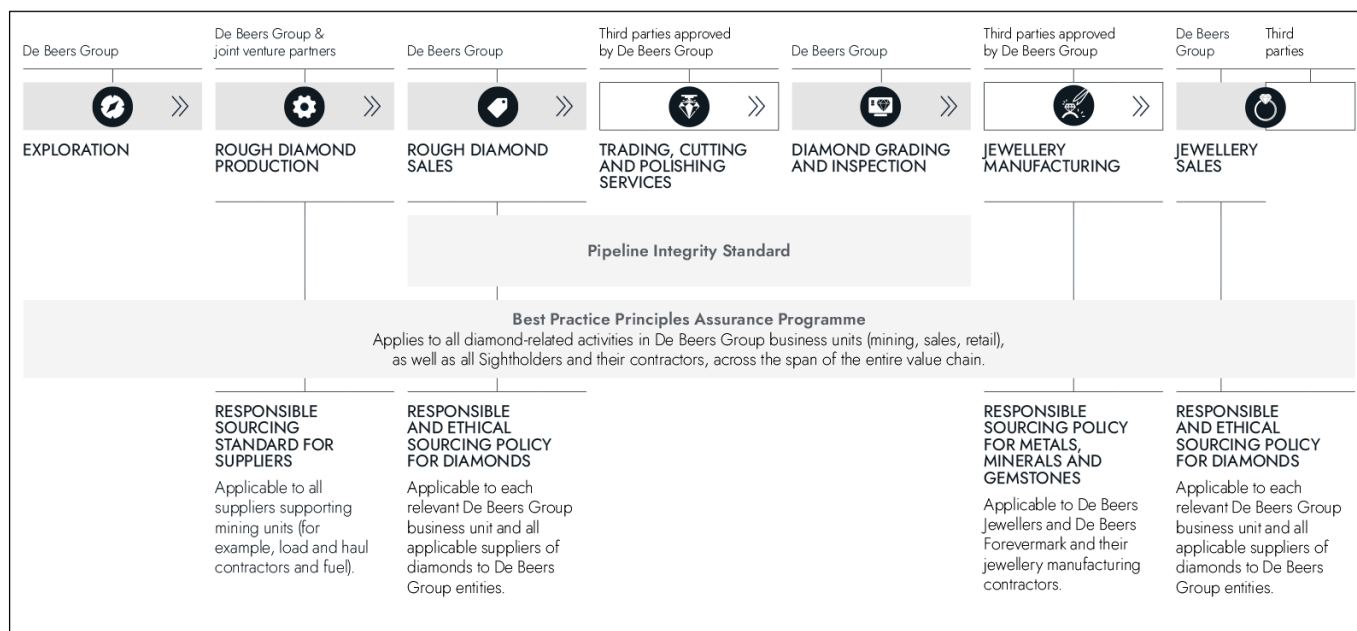 De Beers Group
De Beers Group &
joint venture partners
De Beers Group
Third parties approved
by De Beers Group
De Beers Group
Third parties approved
by De Beers Group
De Beers
Group
Third
parties
EXPLORATION
ROUGH DIAMOND
PRODUCTION
ROUGH DIAMOND
SALES
TRADING, CUTTING
AND POLISHING
SERVICES
DIAMOND GRADING
AND INSPECTION
JEWELLERY
MANUFACTURING
JEWELLERY
SALES
Pipeline Integrity Standard
Best Practice Principles Assurance Programme
Applies to all diamond-related activities in De Beers Group business units (mining, sales, retail),
as well as all Sightholders and their contractors, across the span of the entire value chain.
RESPONSIBLE
SOURCING
STANDARD FOR
SUPPLIERS
Applicable to all
suppliers supporting
mining units (for
example, load and haul
contractors and fuel).
RESPONSIBLE
AND ETHICAL
SOURCING POLICY
FOR DIAMONDS
Applicable to each
relevant De Beers Group
business unit and all
applicable suppliers of
diamonds to De Beers
Group entities.
RESPONSIBLE
SOURCING POLICY
FOR METALS,
MINERALS AND
GEMSTONES
Applicable to De Beers
Jewellers and De Beers
Forevermark and their
jewellery manufacturing
contractors.
RESPONSIBLE
AND ETHICAL
SOURCING POLICY
FOR DIAMONDS
Applicable to each
relevant De Beers Group
business unit and all
applicable suppliers of
diamonds to De Beers
Group entities.